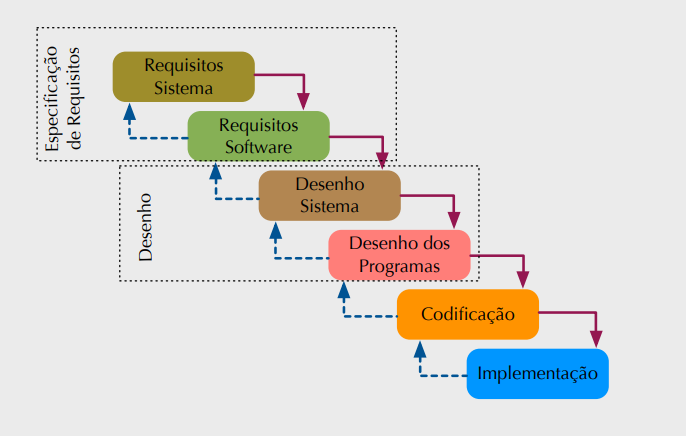 Especificação
de Requisitos
Requisitos
Sistema
Requisitos
Software
Desenho
Desenho
Sistema
Desenho dos
Programas
Codificação
Implementação